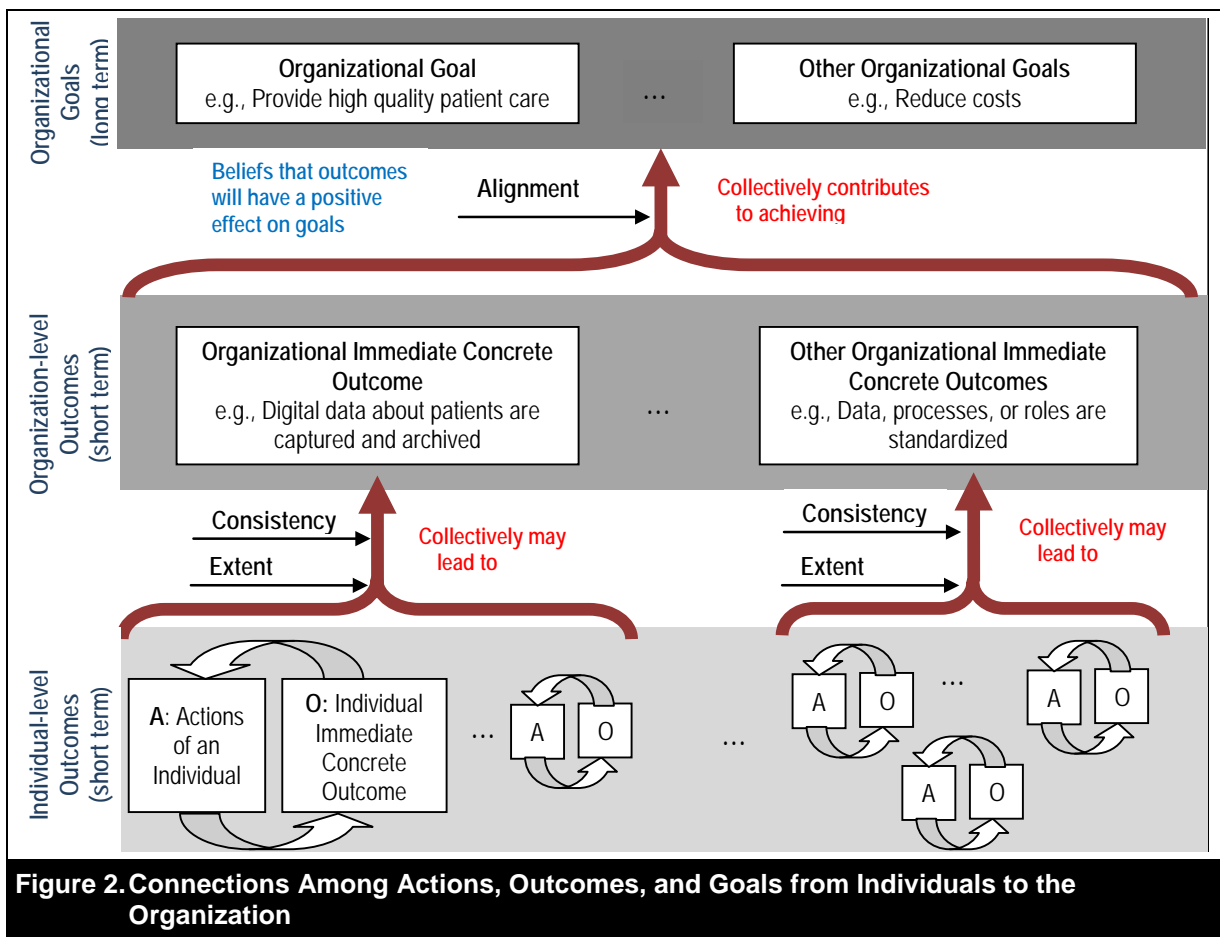 Organizational
Goals
(long term)
Organizational Goal
e.g., Provide high quality patient care
...
Other Organizational Goals
e.g., Reduce costs
Beliefs that outcomes
will have a positive
effect on goals
Alignment
Collectively contributes
to achieving
Organization-level
Outcomes
(short term)
Organizational Immediate Concrete
Outcome
e.g., Digital data about patients are
captured and archived
...
Other Organizational Immediate
Concrete Outcomes
e.g., Data, processes, or roles are
standardized
Consistency
Extent
Collectively may
lead to
Consistency
Extent
Collectively may
lead to
Individual-level
Outcomes
(short term)
A: Actions
of an
Individual
O: Individual
Immediate
Concrete
Outcome
...
A
O
...
A
O
...
A
O
A
O
Figure 2. Connections Among Actions, Outcomes, and Goals from Individuals to the
Organization